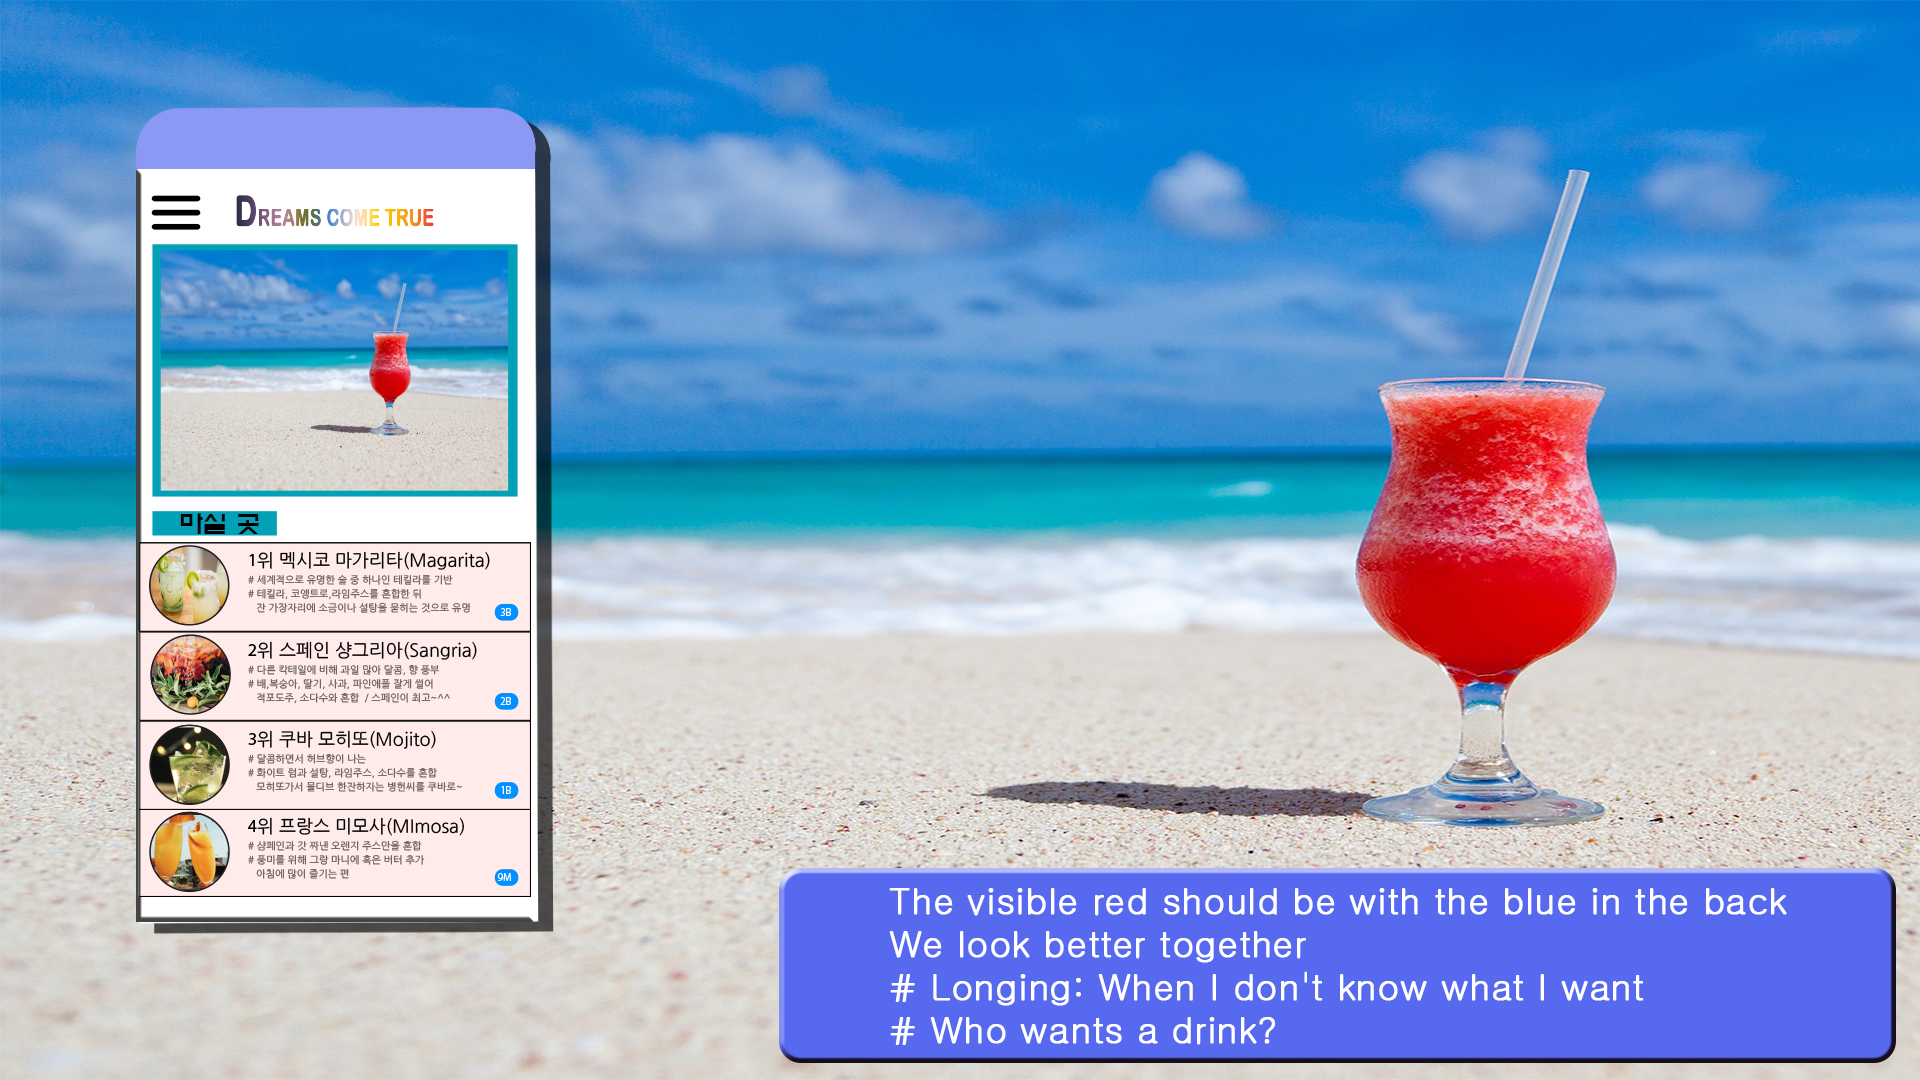 DREAMS COME TRUE
마실 곳
1위 멕시코 마가리타(Magarita)
# 세계적으로 유명한 술 중 하나인 테킬라를 기반
# 테킬라, 코앵트로,라임주스를 혼합한 뒤
잔 가장자리에 소금이나 설탕을 묻히는 것으로 유명
3B
2위 스페인 샹그리아(Sangria)
# 다른 칵테일에 비해 과일 많아 달콤, 향 풍부
# 배,복숭아, 딸기, 사과, 파인애플 잘게 썰어
적포도주, 소다수와 혼합 / 스페인이 최고~^^
2B
3위 쿠바 모히또(Mojito)
# 달콤하면서 허브향이 나는
# 화이트 럼과 설탕, 라임주스, 소다수를 혼합
모히또가서 몰디브 한잔하자는 병헌씨를 쿠바로~
1B
4위 프랑스 미모사(MImosa)
# 샴페인과 갓 짜낸 오렌지 주스만을 혼합
# 풍미를 위해 그랑 마니에 혹은 버터 추가
아침에 많이 즐기는 편
9M
The visible red should be with the blue in the back
We look better together
# Longing: When I don't know what I want
# Who wants a drink?